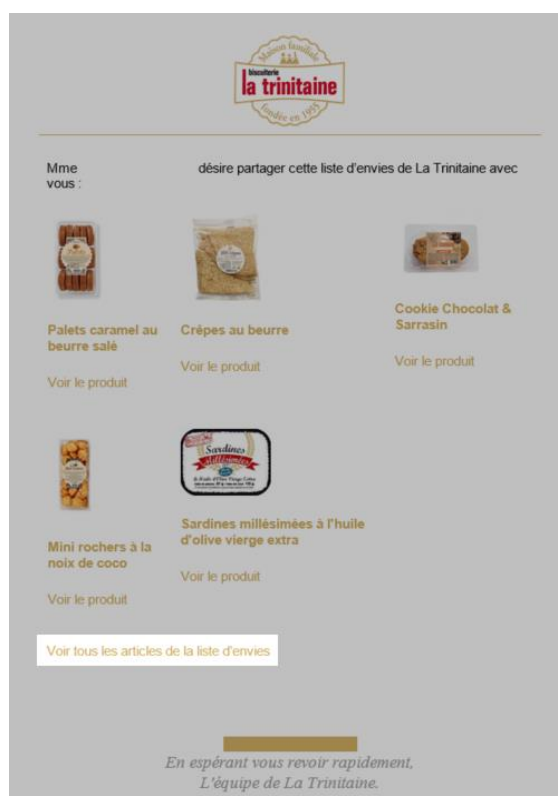 Maison familiale
biscuiterie
la trinitaine
fondée en 1955
Mme désire partager cette liste d'envies de La Trinitaine avec
vous :
Palets caramel au
beurre salé
Voir le produit
Crêpes au beurre
Voir le produit
Cookie Chocolat &
Sarrasin
Voir le produit
Mini rochers à la
noix de coco
Voir le produit
Sardines
Millésimées
Sardines millésimées à l'huile
d'olive vierge extra
Voir le produit
Voir tous les articles de la liste d'envies
En espérant vous revoir rapidement,
L'équipe de La Trinitaine.